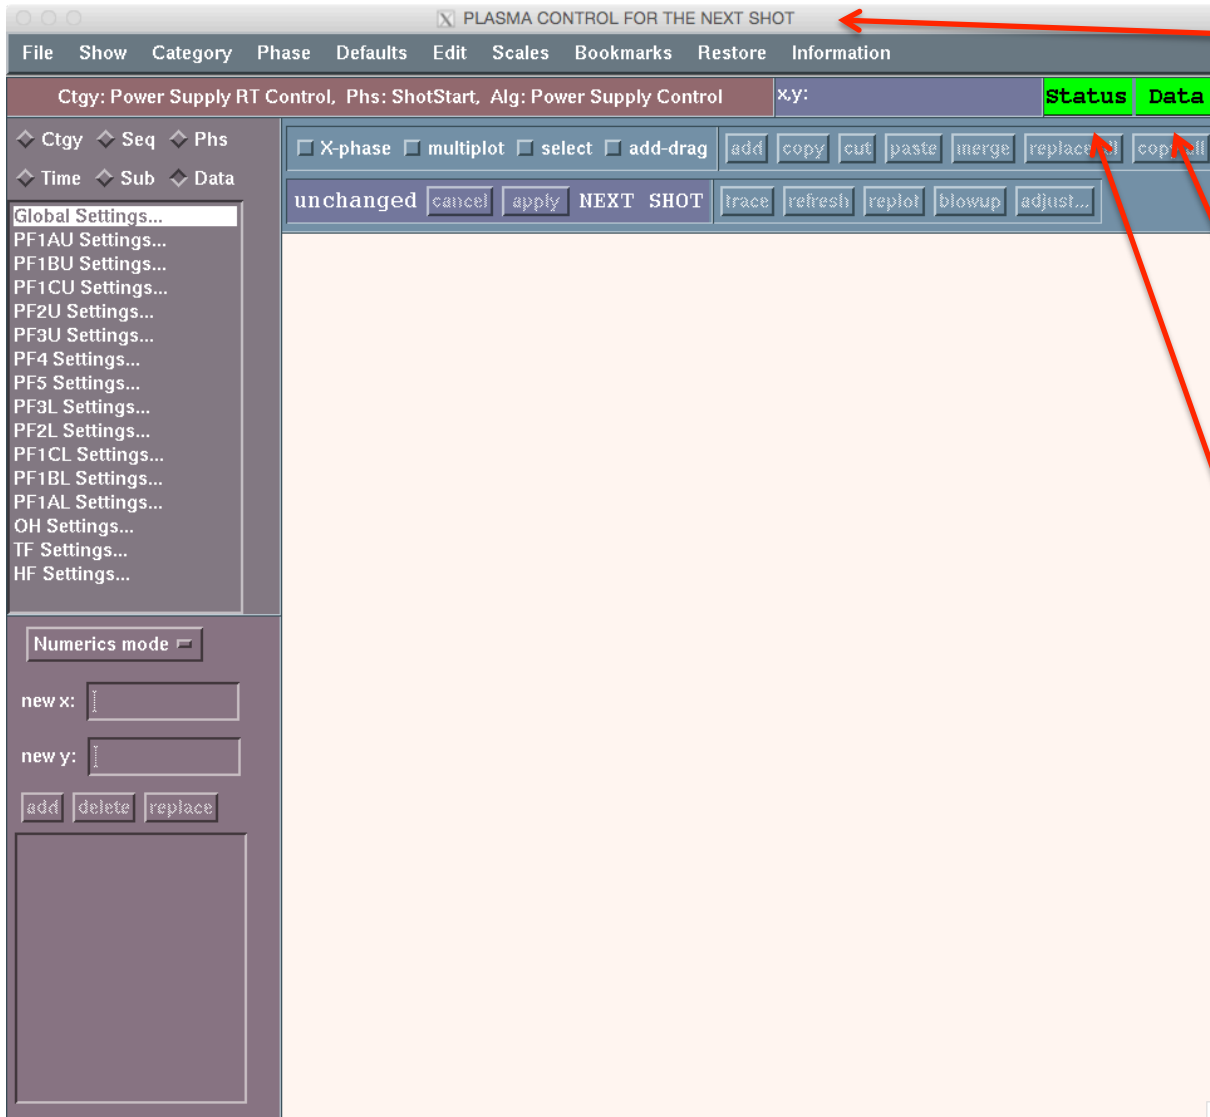 PLASMA CONTROL FOR THE NEXT SHOT
File Show Category Phase Defaults Edit Scales Bookmarks Restore Information
Ctgy: Power Supply RT Control, Phs: ShotStart, Alg: Power Supply Control x,y: Status Data
Ctgy Seq Phs
Time Sub Data
X-phase multiplot select add-drag add copy cut paste merge
unchanged cancel apply NEXT SHOT trace refresh replot blowup adjust...
Global Settings...
PF1AU Settings...
PF1BU Settings...
PF1CU Settings...
PF2U Settings...
PF3U Settings...
PF4 Settings...
PF5 Settings...
PF3L Settings...
PF2L Settings...
PF1CL Settings...
PF1BL Settings...
PF1AL Settings...
OH Settings...
TF Settings...
HF Settings...
Numerics mode
new x:
new y:
add delete replace